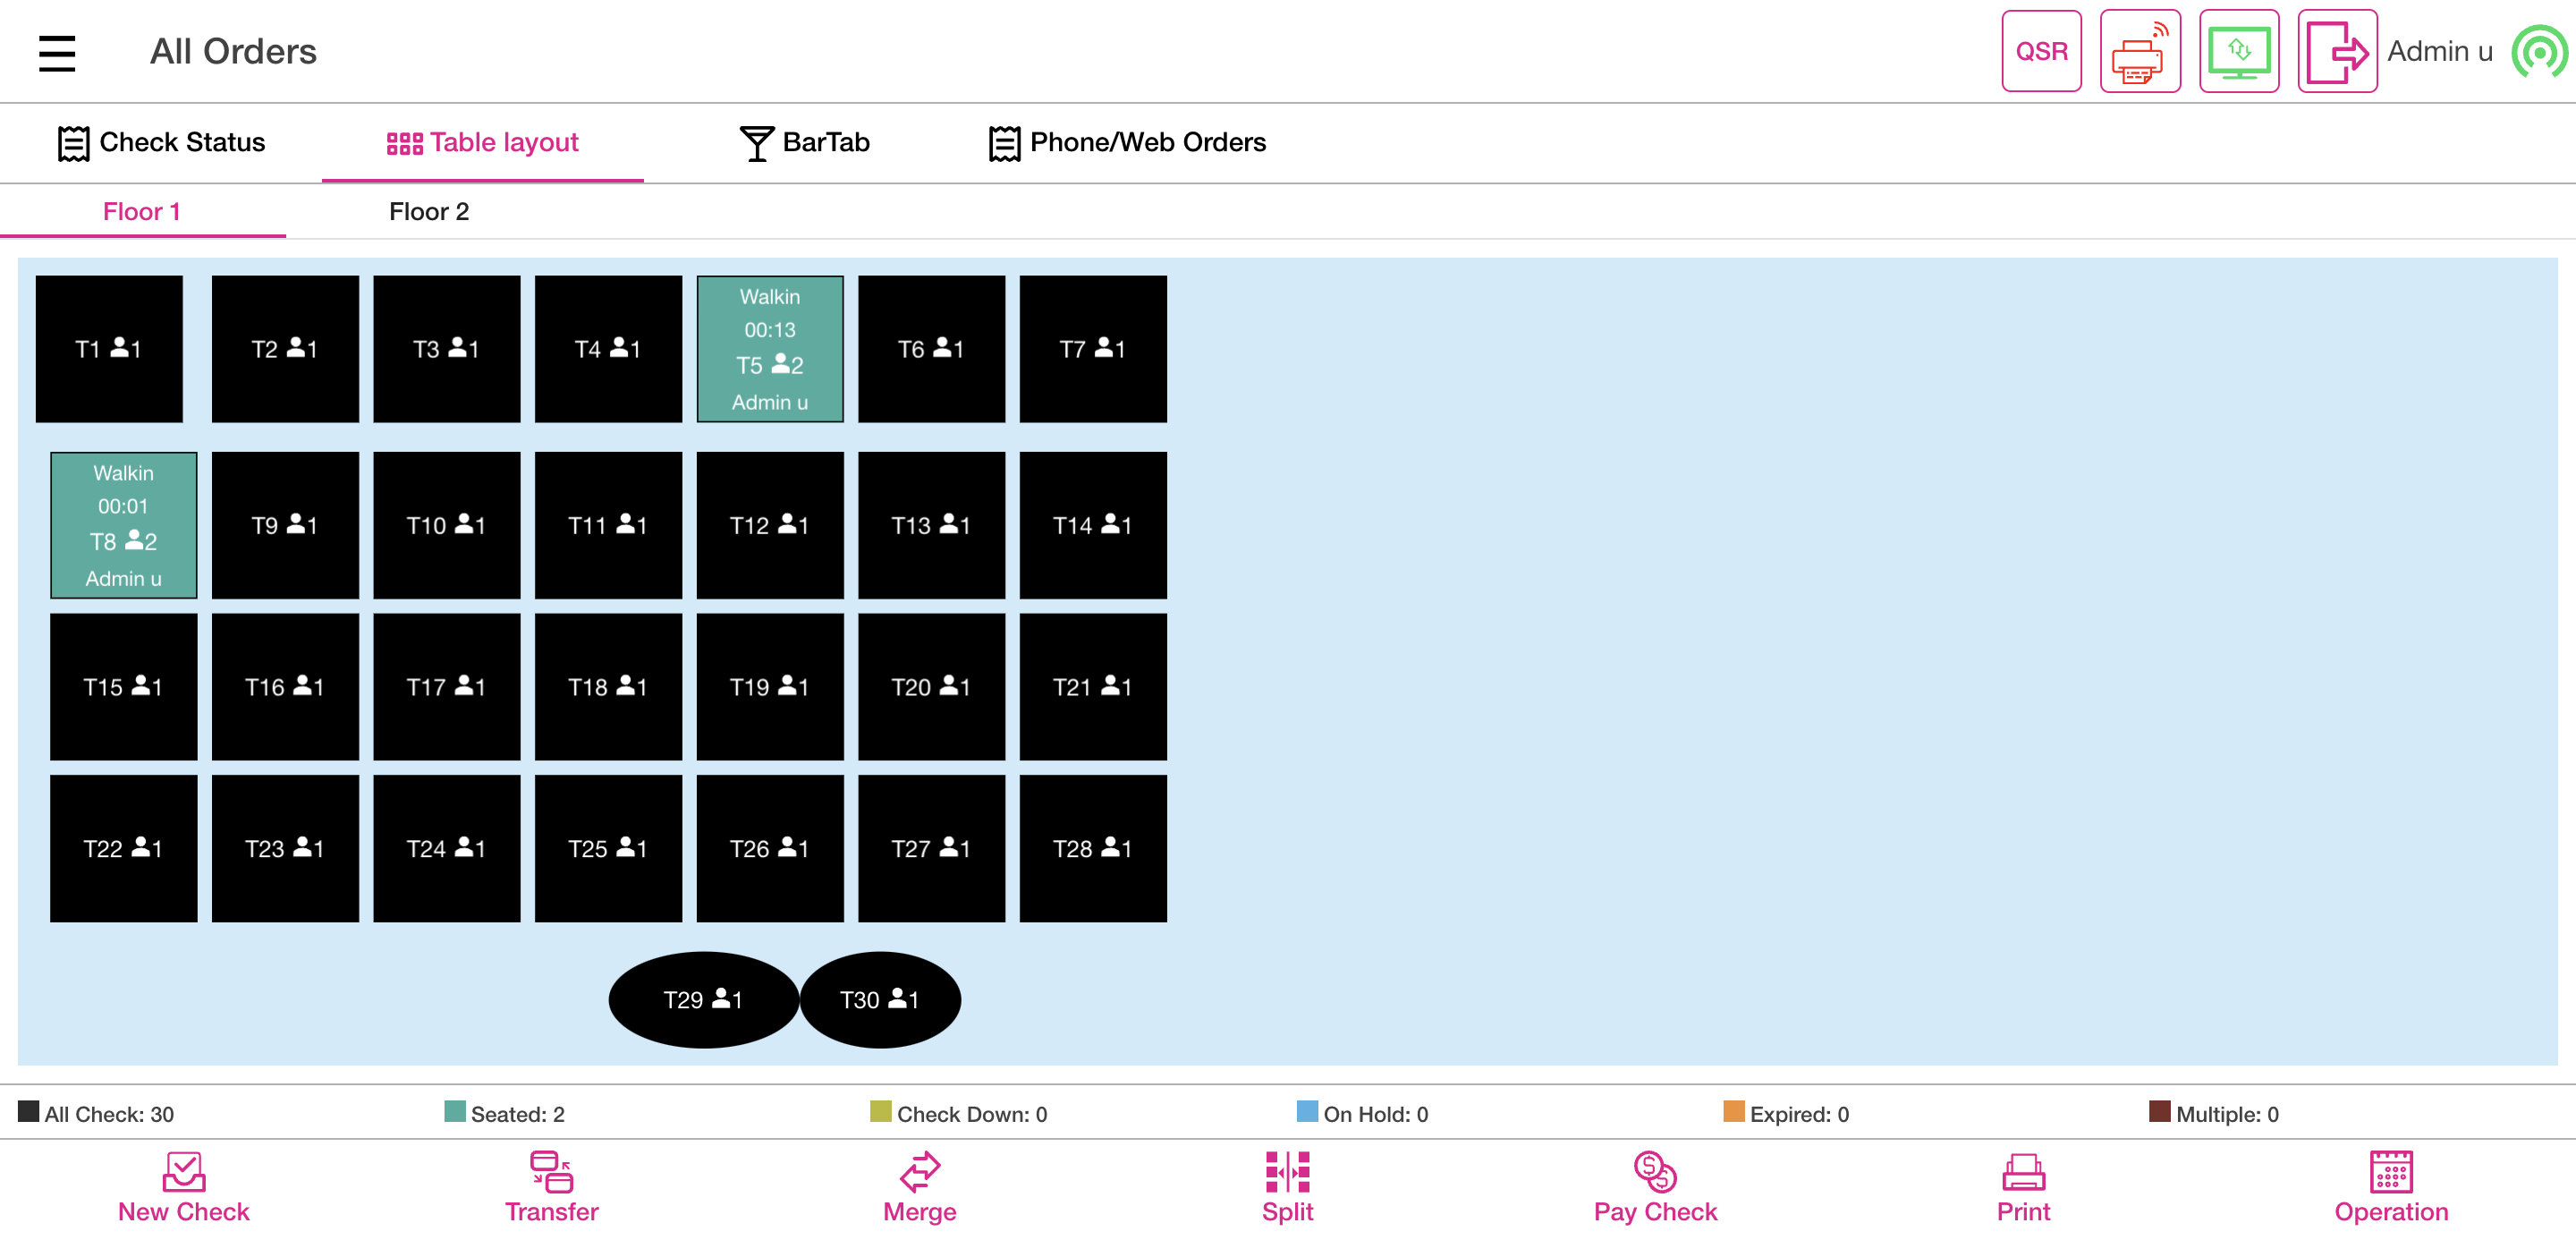 All Orders
QSR
Admin u
Check Status
Table layout
BarTab
Phone/Web Orders
Floor 1
Floor 2
T1 1
T2 1
T3 1
T4 1
Walkin
00:13
T5 2
Admin u
T6 1
T7 1
Walkin
00:01
T8 2
Admin u
T9 1
T10 1
T11 1
T12 1
T13 1
T14 1
T15 1
T16 1
T17 1
T18 1
T19 1
T20 1
T21 1
T22 1
T23 1
T24 1
T25 1
T26 1
T27 1
T28 1
T29 1
T30 1
All Check: 30
Seated: 2
Check Down: 0
On Hold: 0
Expired: 0
Multiple: 0
New Check
Transfer
Merge
Split
Pay Check
Print
Operation